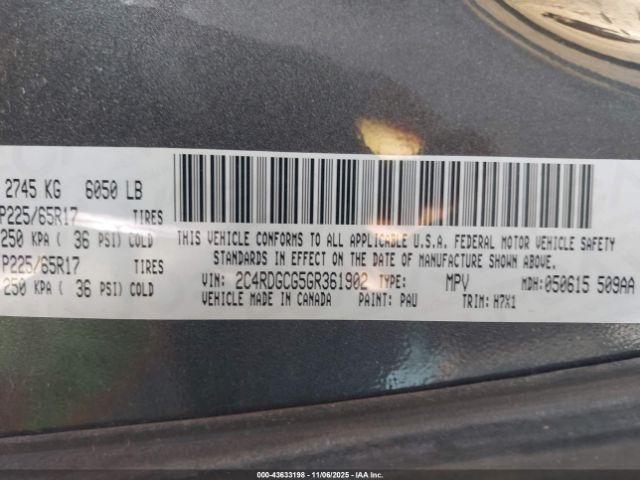 2745 KG 6050 LB
P225/65R17 TIRES
250 KPA ( 36 PSI) COLD
P225/65R17 TIRES
250 KPA ( 36 PSI) COLD
THIS VEHICLE CONFORMS TO ALL APPLICABLE U.S.A. FEDERAL MOTOR VEHICLE SAFETY
STANDARDS IN EFFECT ON THE DATE OF MANUFACTURE SHOWN ABOVE.
VIN: 2C4RDGCG5GR361902 TYPE: MPV MDH: 050615 509AA
VEHICLE MADE IN CANADA PAINT: PAU TRIM: H7X1
000-43633198 - 11/06/2025 - IAA Inc.